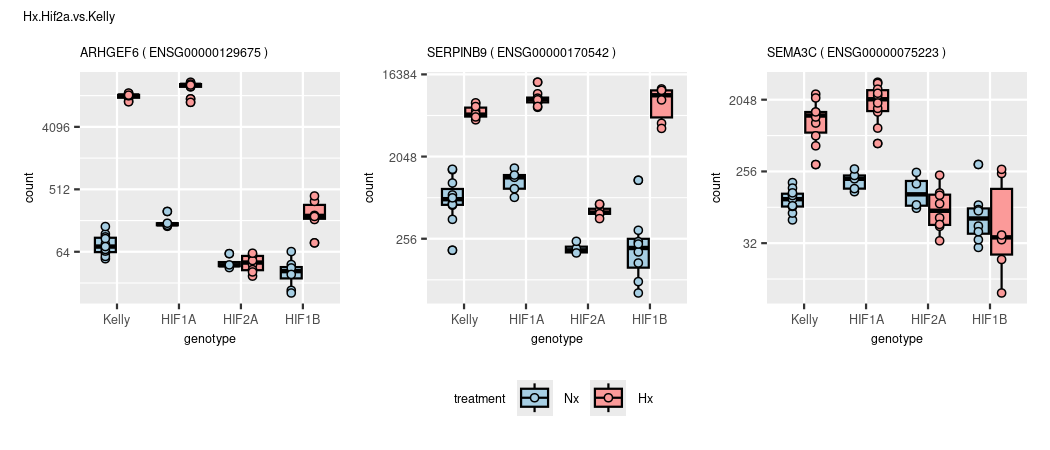 Hx.Hif2a.vs.Kelly
ARHGEF6 ( ENSG00000129675 )
SERPINB9 ( ENSG00000170542 )
SEMA3C ( ENSG00000075223 )
count
4096
512
64
Kelly
HIF1A
HIF2A
HIF1B
genotype
count
16384
2048
256
Kelly
HIF1A
HIF2A
HIF1B
genotype
count
2048
256
32
Kelly
HIF1A
HIF2A
HIF1B
genotype
treatment
Nx
Hx